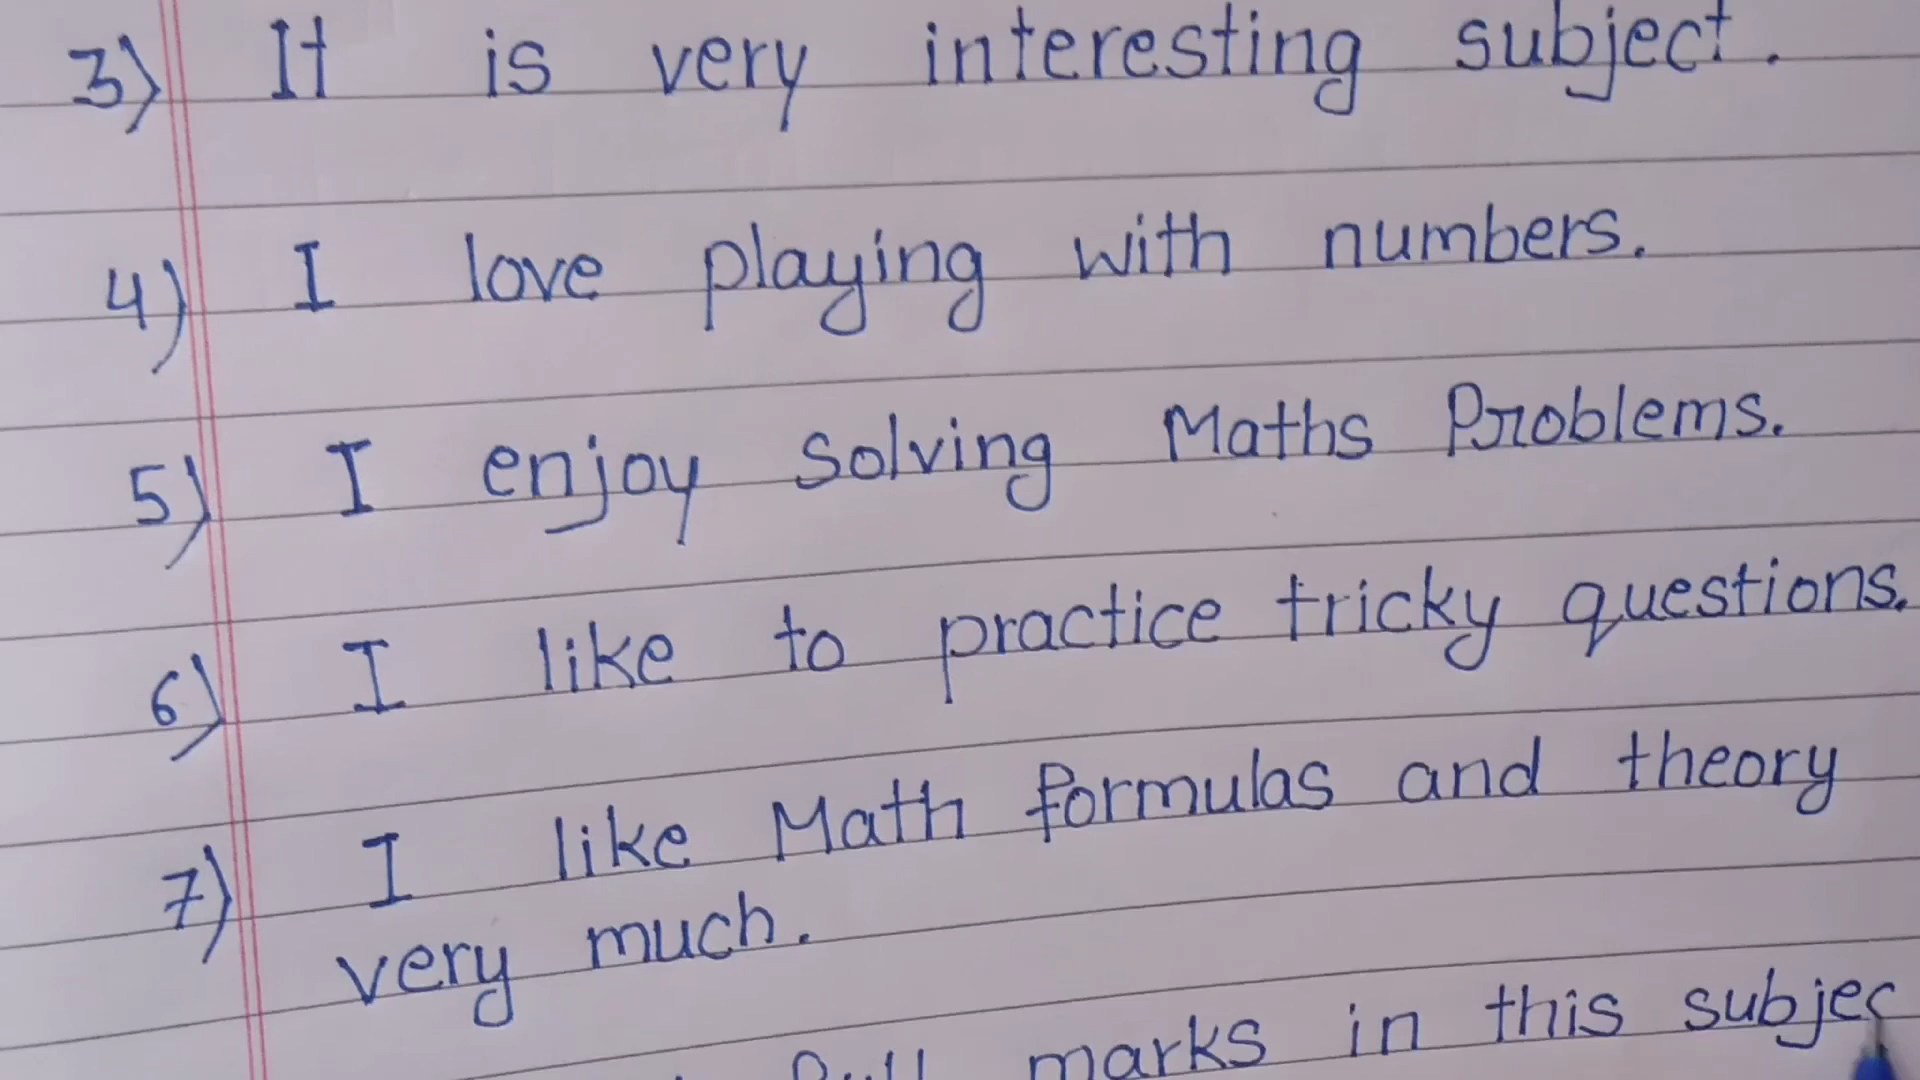 3) It is very interesting subject.
4) I love playing with numbers.
5) I enjoy solving Maths Problems.
6) I like to practice tricky questions.
7) I like Math formulas and theory
very much.
full marks in this subjec